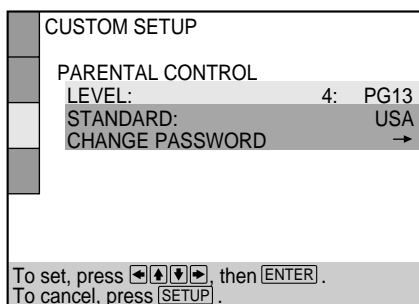 CUSTOM SETUP
PARENTAL CONTROL
LEVEL: 4: PG13
STANDARD: USA
CHANGE PASSWORD →
To set, press ←↑↓→, then ENTER.
To cancel, press SETUP.